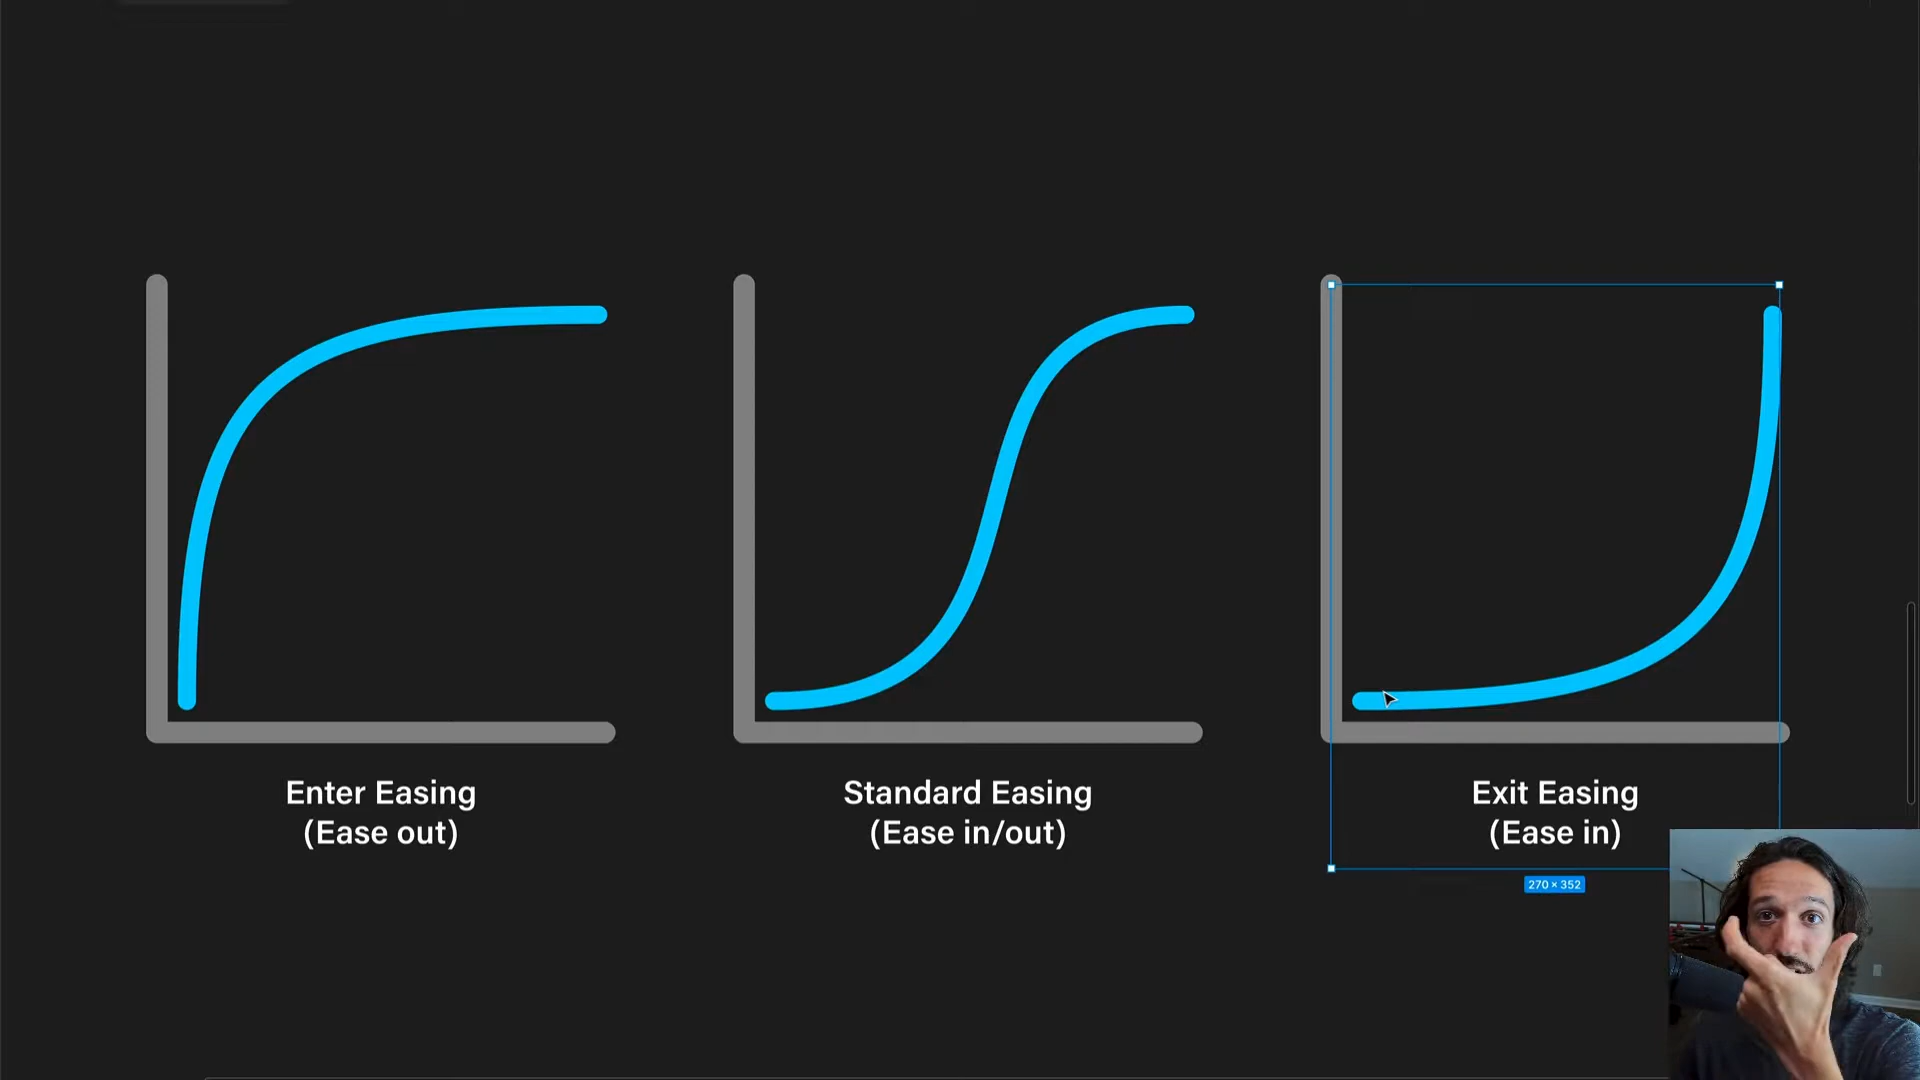 Enter Easing
(Ease out)
Standard Easing
(Ease in/out)
Exit Easing
(Ease in)
270 × 352